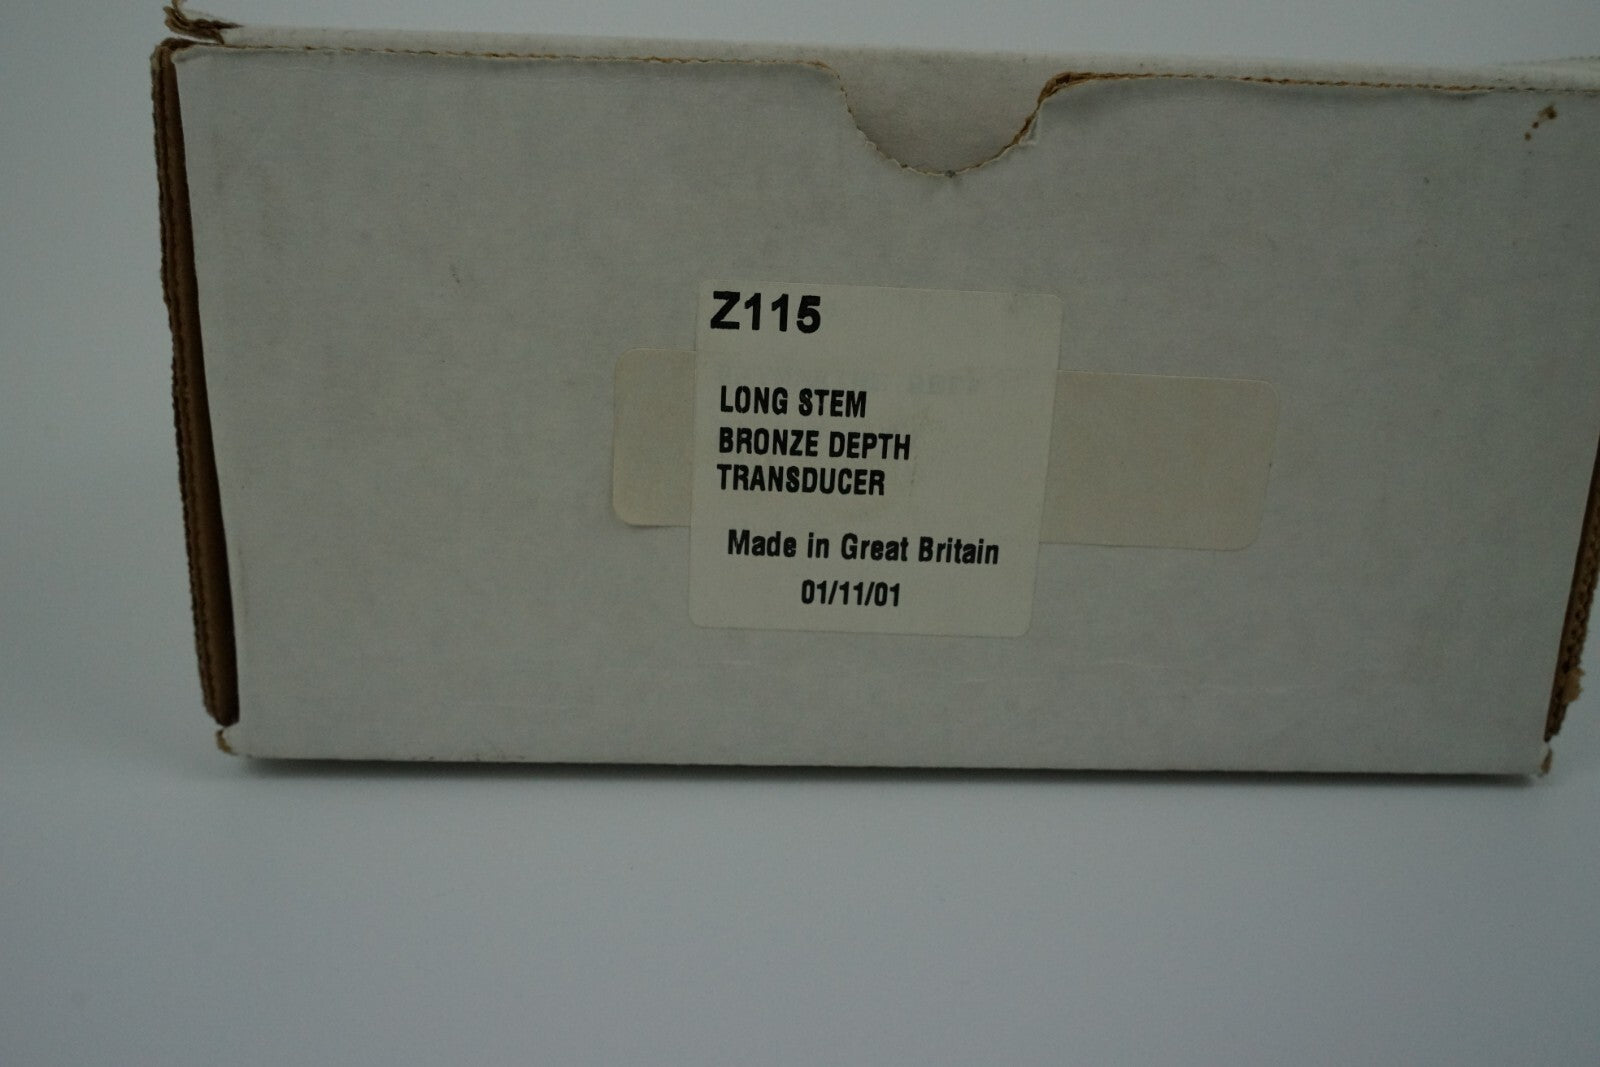 Z115
LONG STEM
BRONZE DEPTH
TRANSDUCER
Made in Great Britain
01/11/01